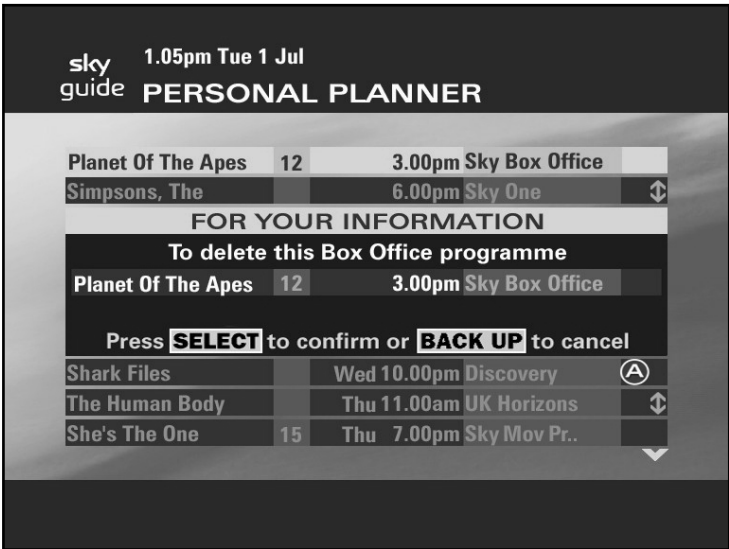 sky 1.05pm Tue 1 Jul
guide PERSONAL PLANNER
Planet Of The Apes 12 3.00pm Sky Box Office
Simpsons, The 6.00pm Sky One
FOR YOUR INFORMATION
To delete this Box Office programme
Planet Of The Apes 12 3.00pm Sky Box Office
Press SELECT to confirm or BACK UP to cancel
Shark Files Wed 10.00pm Discovery A
The Human Body Thu 11.00am UK Horizons
She's The One 15 Thu 7.00pm Sky Mov Pr..